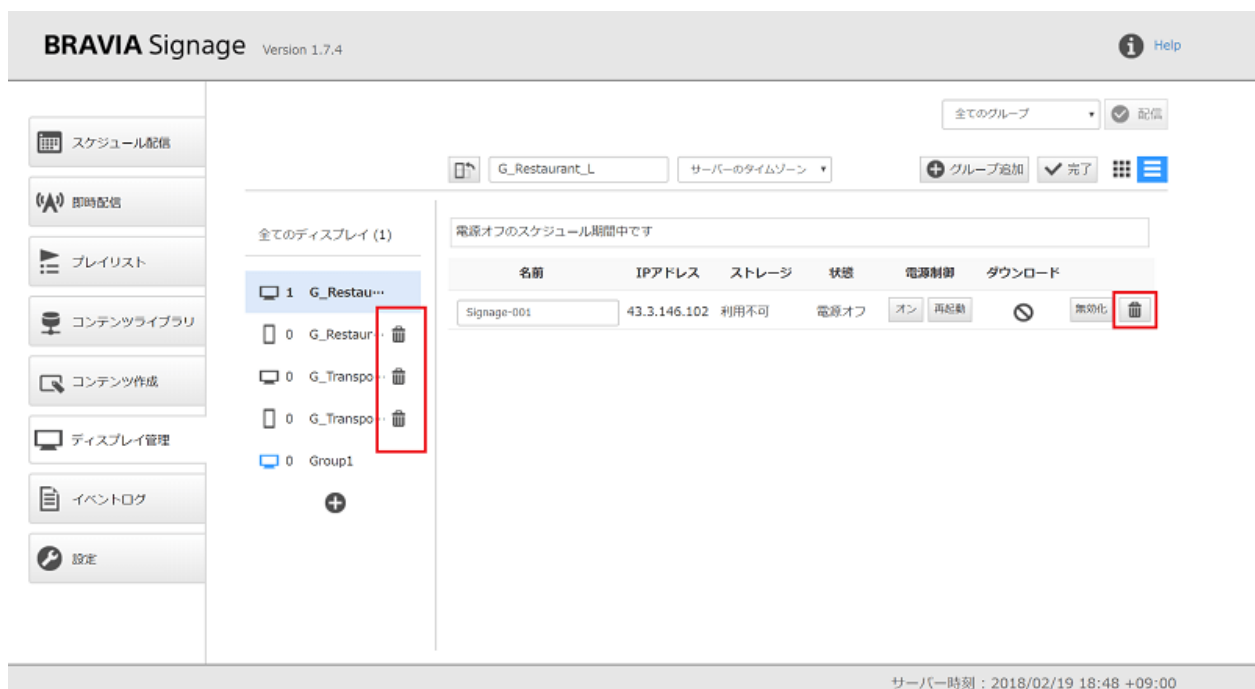 BRAVIA Signage Version 1.7.4
Help
全てのグループ
配信
G_Restaurant_L
サーバーのタイムゾーン
グループ追加
完了
スケジュール配信
即時配信
プレイリスト
コンテンツライブラリ
コンテンツ作成
ディスプレイ管理
イベントログ
設定
全てのディスプレイ (1)
1 G_Restau…
0 G_Restaur…
0 G_Transpo…
0 G_Transpo…
0 Group1
電源オフのスケジュール期間中です
名前 IPアドレス ストレージ 状態 電源制御 ダウンロード
Signage-001 43.3.146.102 利用不可 電源オフ オン 再起動 無効化
サーバー時刻 : 2018/02/19 18:48 +09:00